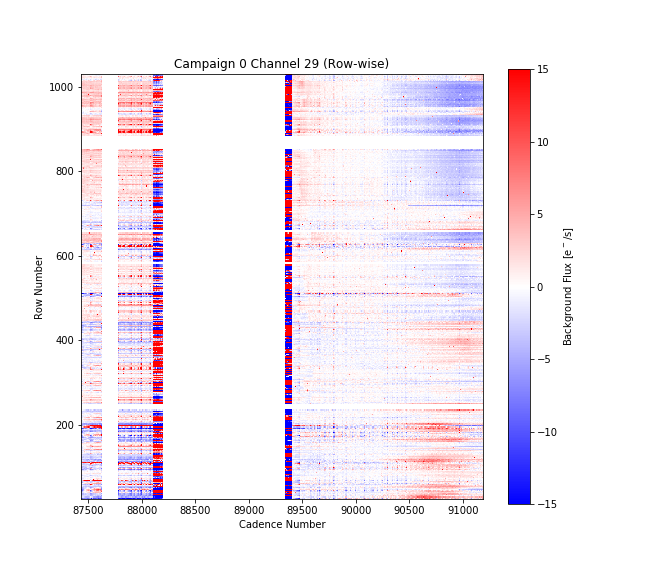 Campaign 0 Channel 29 (Row-wise)
1000
800
600
400
200
Row Number
87500 88000 88500 89000 89500 90000 90500 91000
Cadence Number
15
10
5
0
−5
−10
−15
Background Flux [e⁻/s]